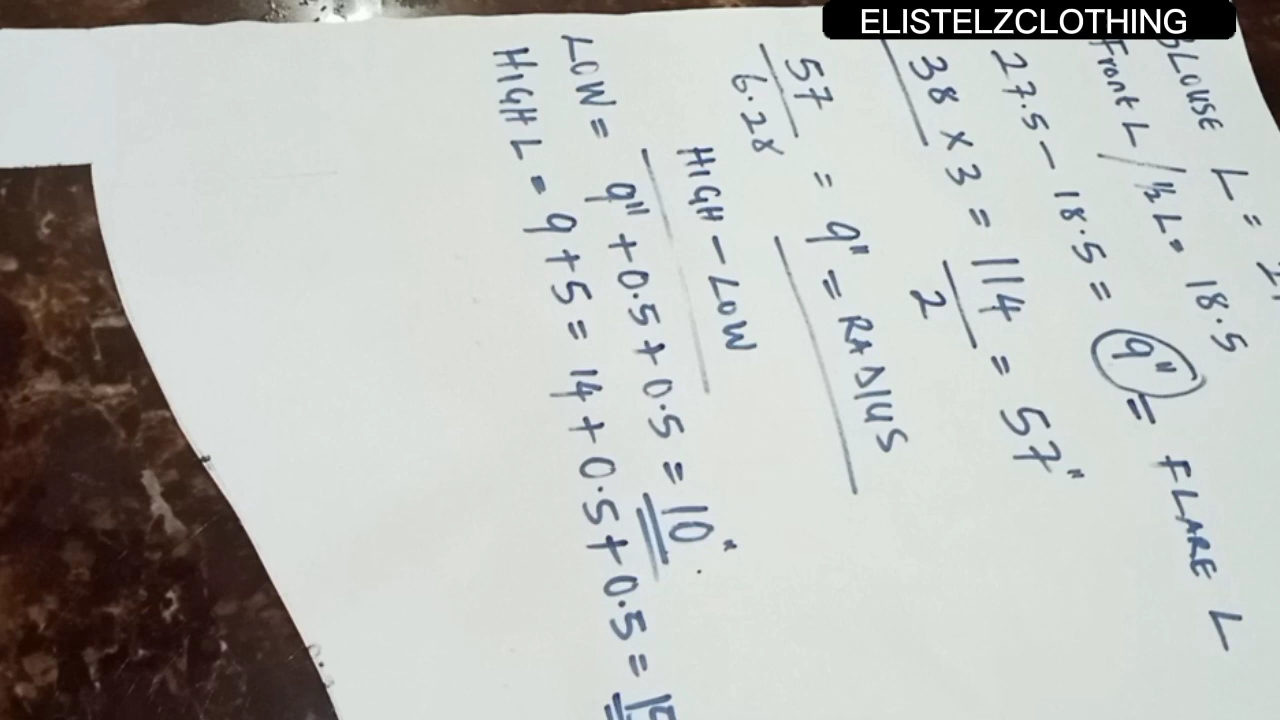 ELISTELZCLOTHING
BLOUSE L =
Front L / ½ L = 18.5
27.5 - 18.5 = 9" = FLARE L
38 x 3 = 114 = 57"
2
57 = 9" = RADIUS
6.28
HIGH - LOW
LOW = 9" + 0.5 + 0.5 = 10"
HIGH L = 9 + 5 = 14 + 0.5 + 0.5 =